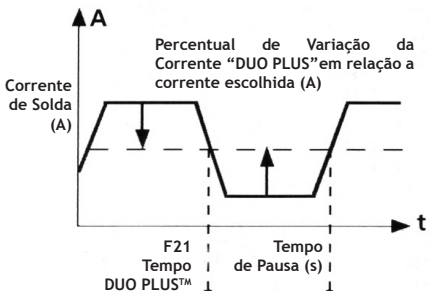 A
Percentual de Variação da
Corrente “DUO PLUS”em relação a
corrente escolhida (A)
Corrente
de Solda
(A)
t
F21
Tempo
DUO PLUS™
Tempo
de Pausa (s)